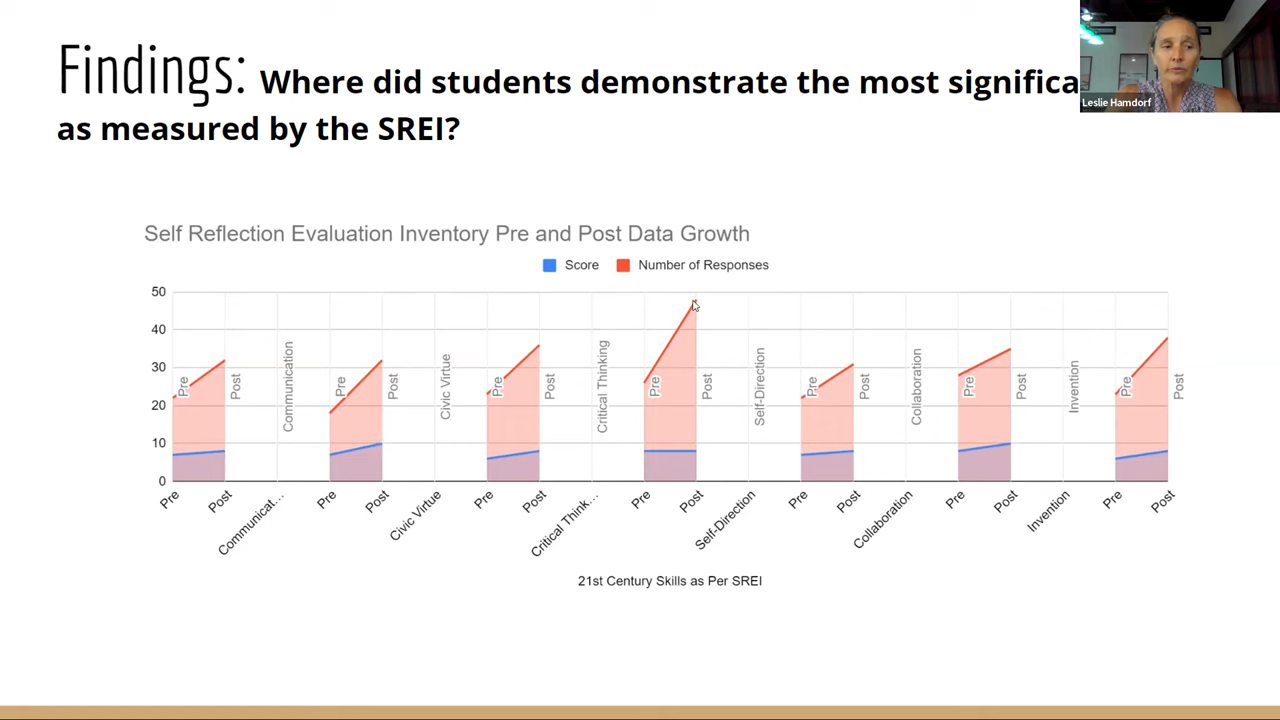 Findings: Where did students demonstrate the most significa
as measured by the SREI?
Leslie Hamdorf
Self Reflection Evaluation Inventory Pre and Post Data Growth
Score
Number of Responses
50
40
30
20
10
0
Pre
Post
Communication
Pre
Post
Civic Virtue
Pre
Post
Critical Thinking
Pre
Post
Self-Direction
Pre
Post
Collaboration
Pre
Post
Invention
Pre
Post
Pre
Post
Communicat...
Pre
Post
Civic Virtue
Pre
Post
Critical Think...
Pre
Post
Self-Direction
Pre
Post
Collaboration
Pre
Post
Invention
Pre
Post
21st Century Skills as Per SREI